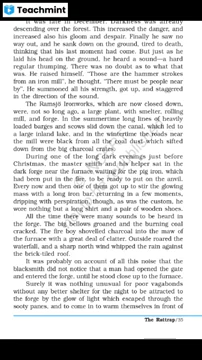 Teachmint
It was late in December. Darkness was already
descending over the forest. This increased the danger, and
increased also his gloom and despair. Finally he saw no
way out, and he sank down on the ground, tired to death,
thinking that his last moment had come. But just as he
laid his head on the ground, he heard a sound—a hard
regular thumping. There was no doubt as to what that
was. He raised himself. “Those are the hammer strokes
from an iron mill”, he thought. “There must be people near
by”. He summoned all his strength, got up, and staggered
in the direction of the sound.
The Ramsjö Ironworks, which are now closed down,
were, not so long ago, a large plant, with smelter, rolling
mill, and forge. In the summertime long lines of heavily
loaded barges and scows slid down the canal, which led to
a large inland lake, and in the wintertime the roads near
the mill were black from all the coal dust which sifted
down from the big charcoal crates.
During one of the long dark evenings just before
Christmas, the master smith and his helper sat in the
dark forge near the furnace waiting for the pig iron, which
had been put in the fire, to be ready to put on the anvil.
Every now and then one of them got up to stir the glowing
mass with a long iron bar, returning in a few moments,
dripping with perspiration, though, as was the custom, he
wore nothing but a long shirt and a pair of wooden shoes.
All the time there were many sounds to be heard in
the forge. The big bellows groaned and the burning coal
cracked. The fire boy shovelled charcoal into the maw of
the furnace with a great deal of clatter. Outside roared the
waterfall, and a sharp north wind whipped the rain against
the brick-tiled roof.
It was probably on account of all this noise that the
blacksmith did not notice that a man had opened the gate
and entered the forge, until he stood close up to the furnace.
Surely it was nothing unusual for poor vagabonds
without any better shelter for the night to be attracted to
the forge by the glow of light which escaped through the
sooty panes, and to come in to warm themselves in front of
The Rattrap/35